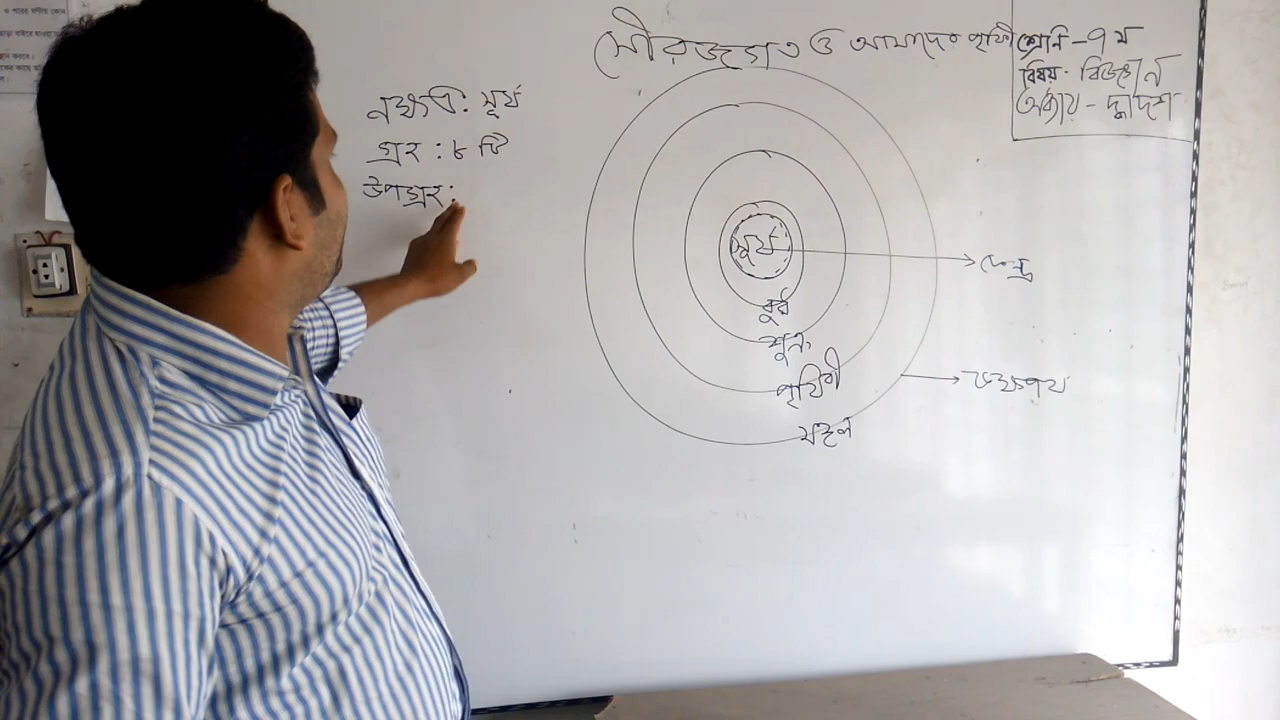 সৌরজগত ও আমাদের পৃথিবী
শ্রেনি - ৭ম
বিষয়: বিজ্ঞান
অধ্যায় - দ্বাদশ
নক্ষত্র: সূর্য
গ্রহ: ৮ টি
উপগ্রহ:
সূর্য
কেন্দ্র
বুধ
শুক্র
পৃথিবী
কক্ষপথ
মঙ্গল